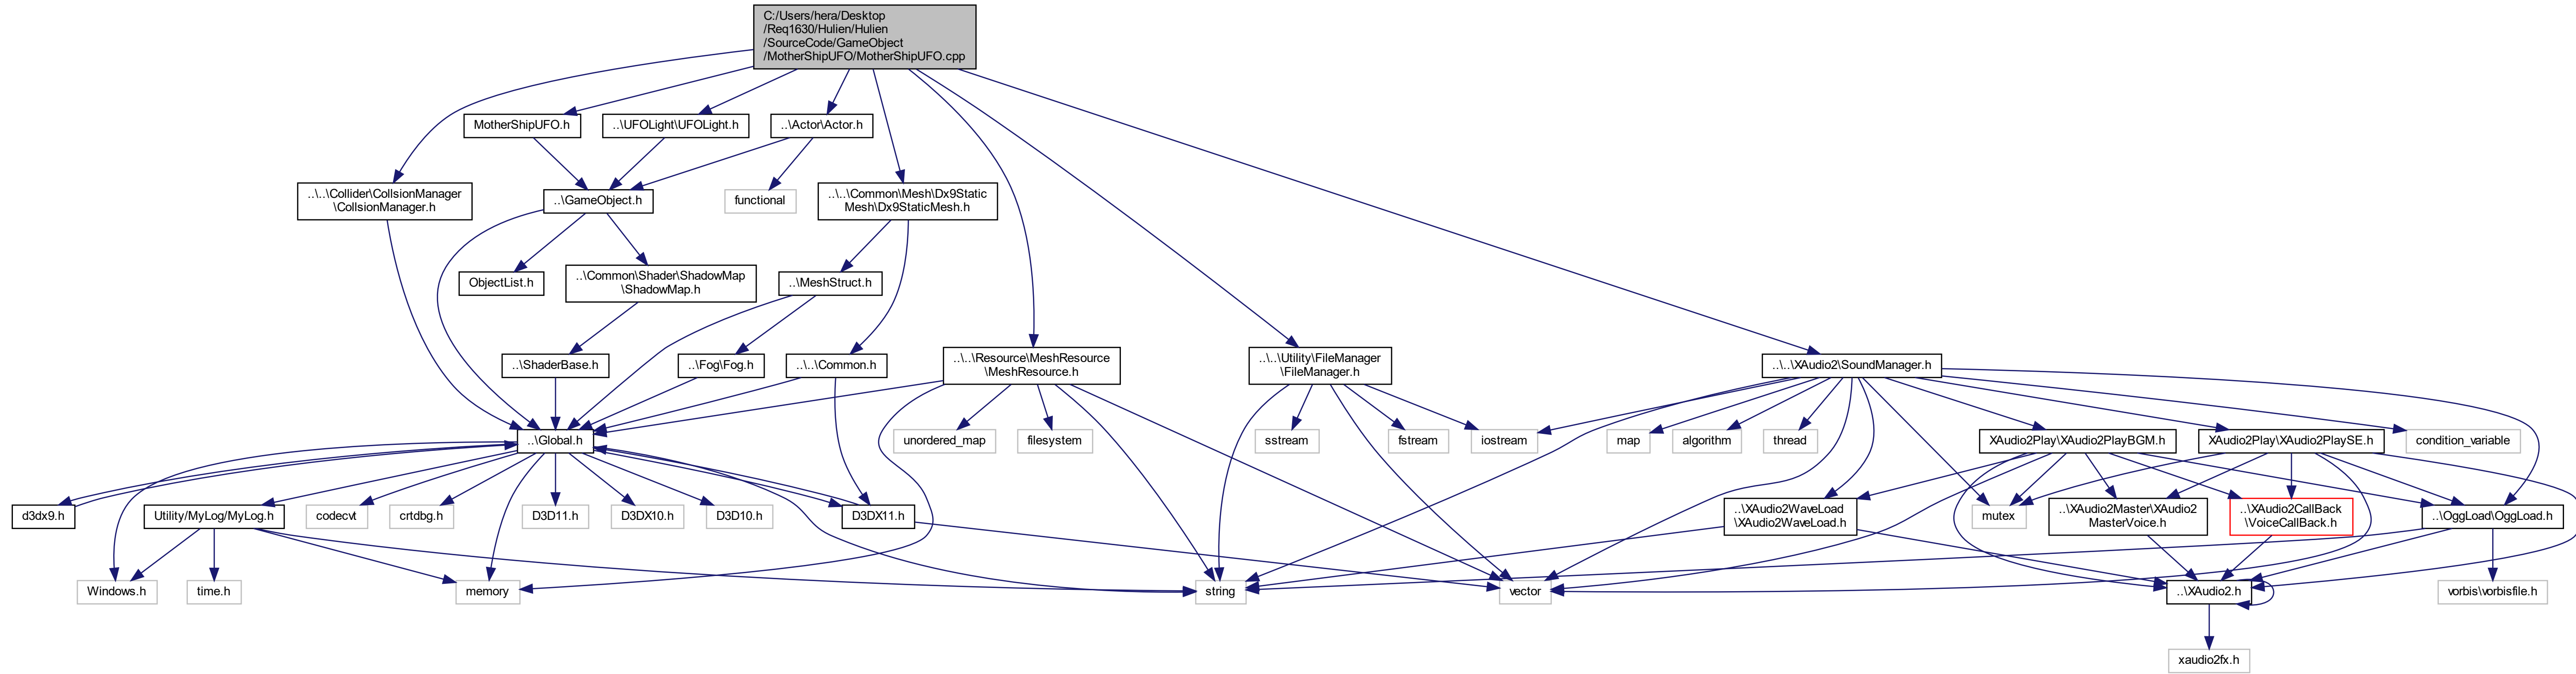 C:/Users/hera/Desktop
/Req1630/Hulien/Hulien
/SourceCode/GameObject
/MotherShipUFO/MotherShipUFO.cpp
MotherShipUFO.h
..\UFOLight\UFOLight.h
..\Actor\Actor.h
..\..\Collider\CollsionManager
\CollsionManager.h
..\GameObject.h
functional
..\..\Common\Mesh\Dx9Static
Mesh\Dx9StaticMesh.h
ObjectList.h
..\Common\Shader\ShadowMap
\ShadowMap.h
..\MeshStruct.h
..\ShaderBase.h
..\Fog\Fog.h
..\..\Common.h
..\..\Resource\MeshResource
\MeshResource.h
..\..\Utility\FileManager
\FileManager.h
..\..\XAudio2\SoundManager.h
..\Global.h
unordered_map
filesystem
sstream
fstream
iostream
map
algorithm
thread
XAudio2Play\XAudio2PlayBGM.h
XAudio2Play\XAudio2PlaySE.h
condition_variable
d3dx9.h
Utility/MyLog/MyLog.h
codecvt
crtdbg.h
D3D11.h
D3DX10.h
D3D10.h
D3DX11.h
..\XAudio2WaveLoad
\XAudio2WaveLoad.h
mutex
..\XAudio2Master\XAudio2
MasterVoice.h
..\XAudio2CallBack
\VoiceCallBack.h
..\OggLoad\OggLoad.h
Windows.h
time.h
memory
string
vector
..\XAudio2.h
vorbis\vorbisfile.h
xaudio2fx.h